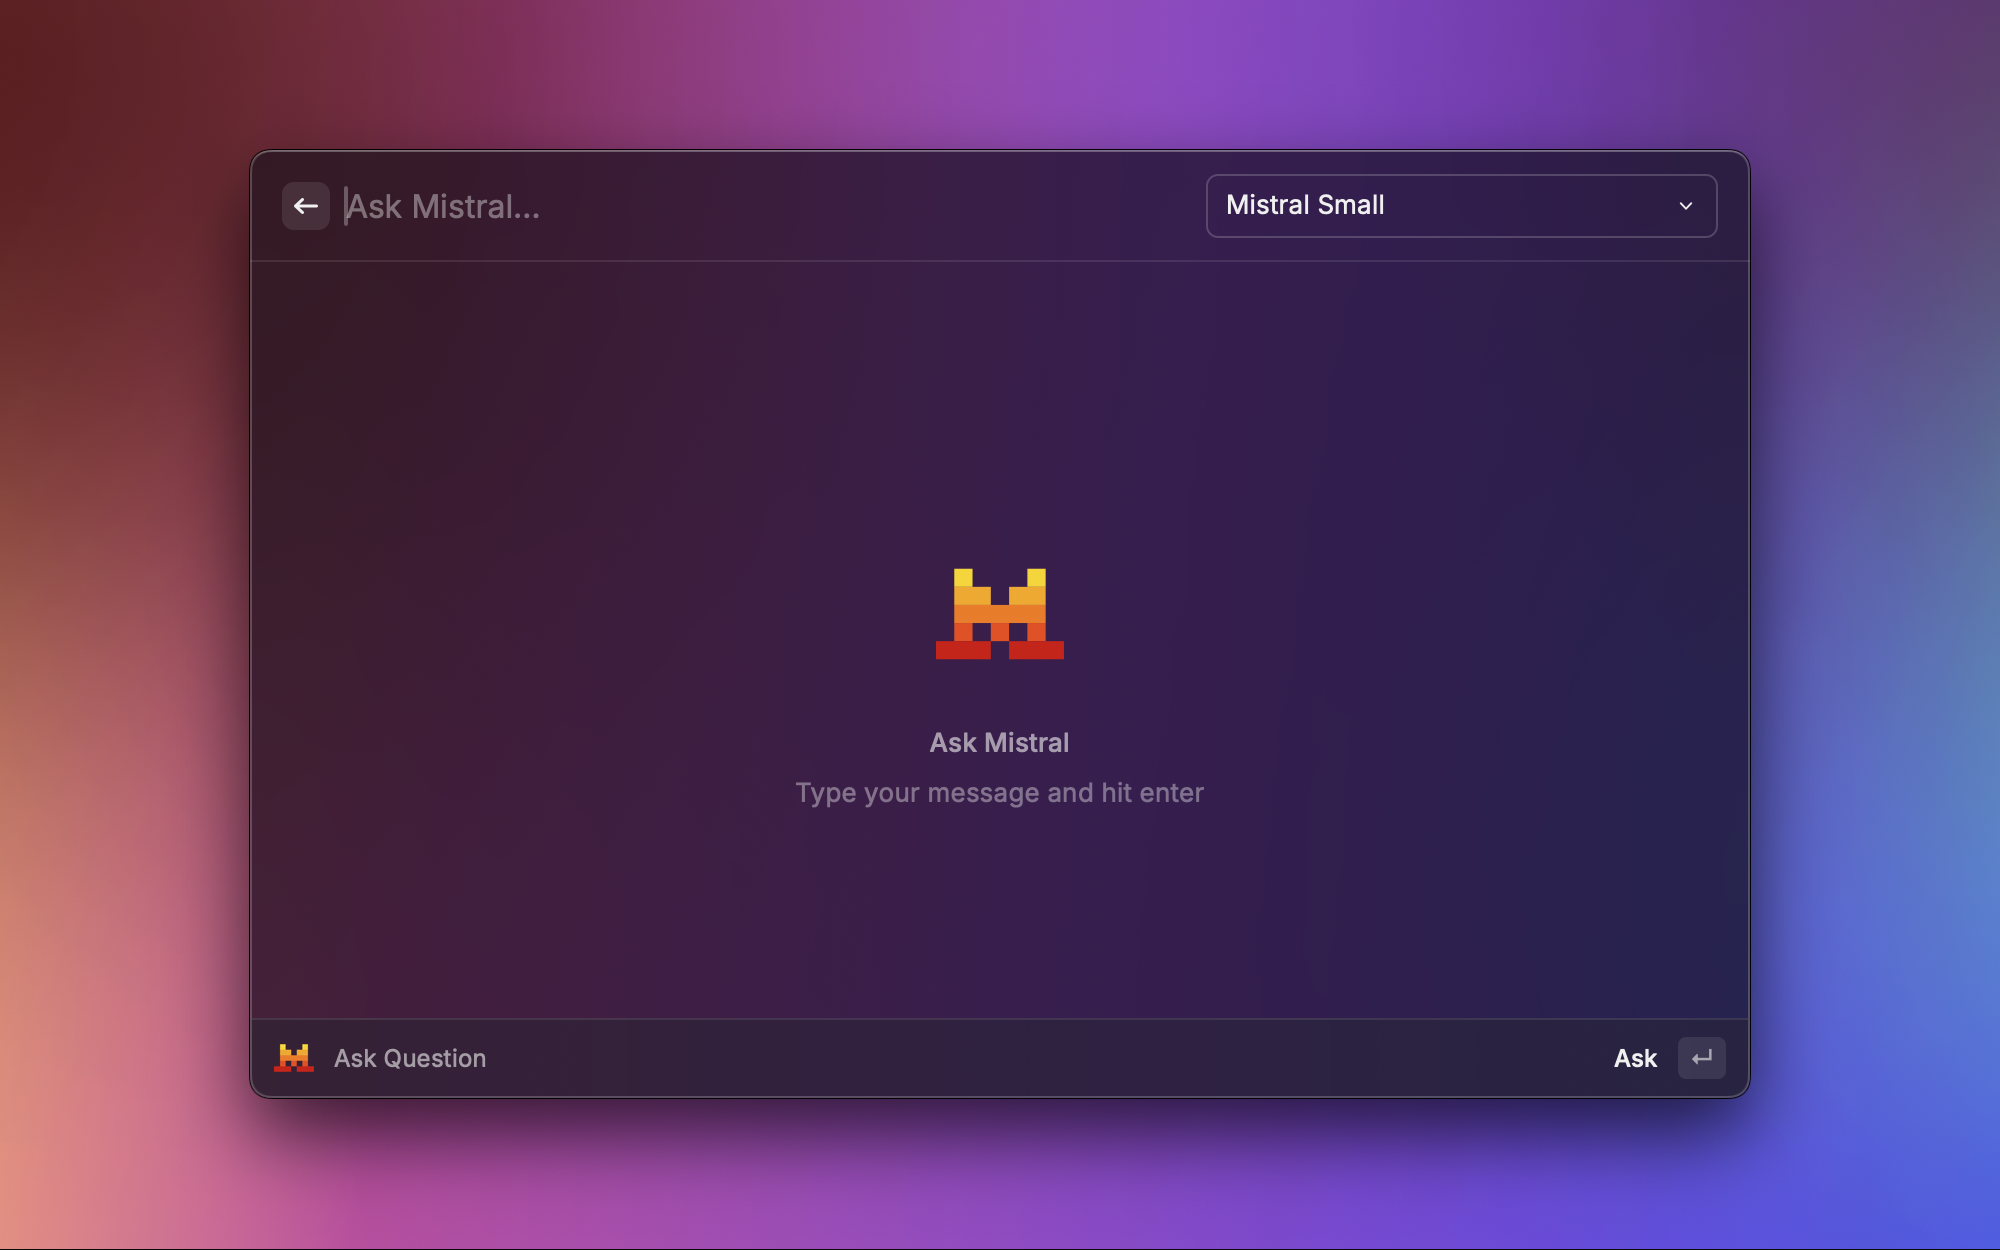 Ask Mistral...
Mistral Small
Ask Mistral
Type your message and hit enter
Ask Question
Ask